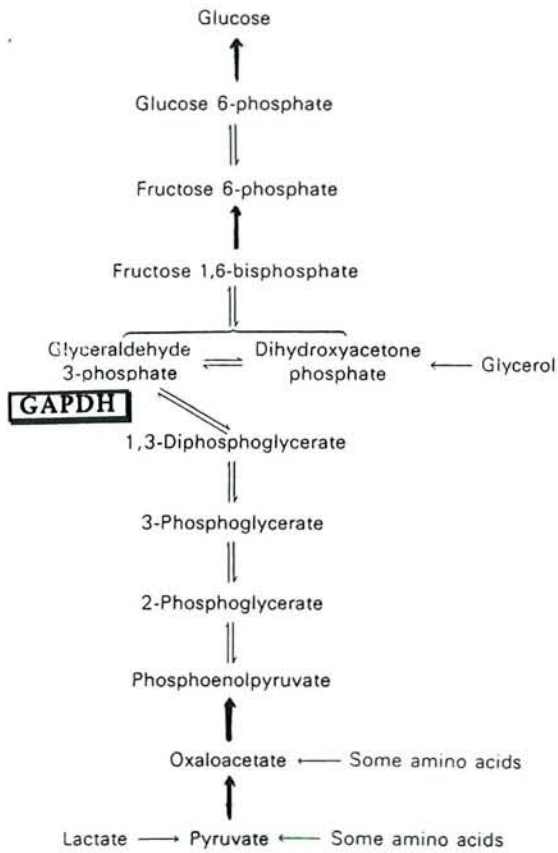 Glucose
Glucose 6-phosphate
Fructose 6-phosphate
Fructose 1,6-bisphosphate
Glyceraldehyde
3-phosphate
Dihydroxyacetone
phosphate
Glycerol
GAPDH
1,3-Diphosphoglycerate
3-Phosphoglycerate
2-Phosphoglycerate
Phosphoenolpyruvate
Oxaloacetate
Some amino acids
Lactate
Pyruvate
Some amino acids